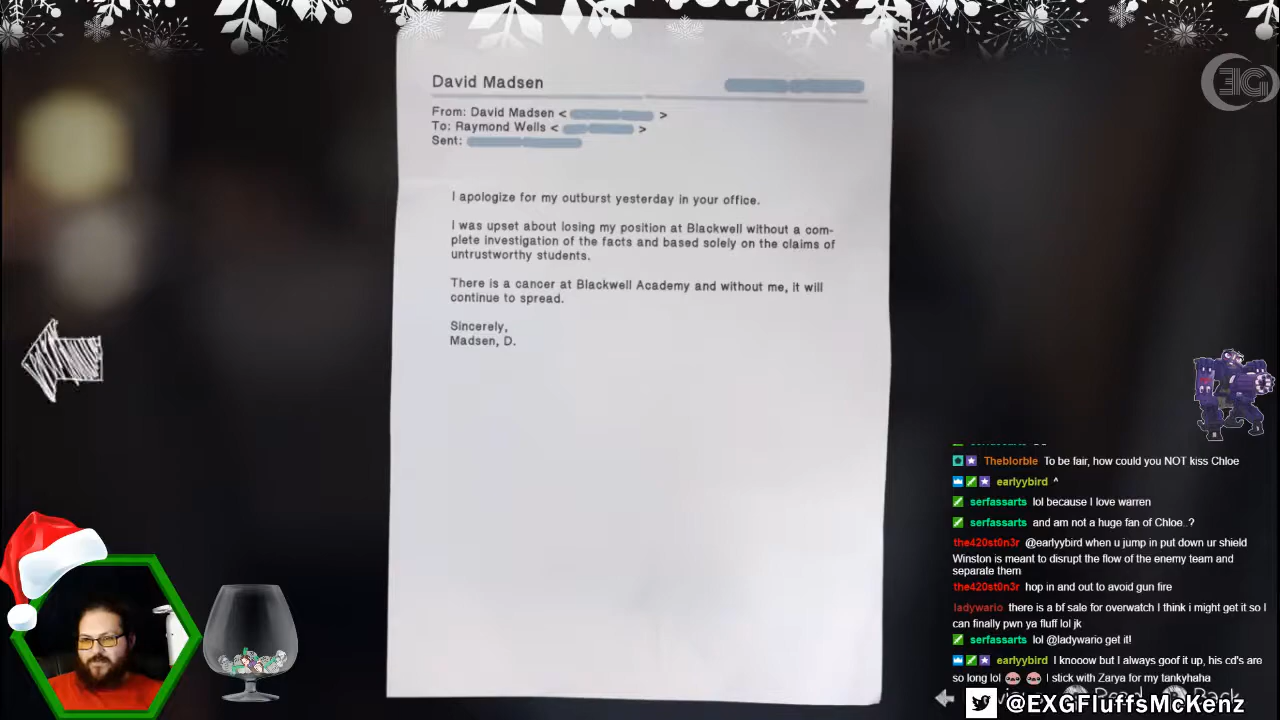 David Madsen
From: David Madsen < >
To: Raymond Wells < >
Sent:
I apologize for my outburst yesterday in your office.
I was upset about losing my position at Blackwell without a com-
plete investigation of the facts and based solely on the claims of
untrustworthy students.
There is a cancer at Blackwell Academy and without me, it will
continue to spread.
Sincerely,
Madsen, D.
Theblorble To be fair, how could you NOT kiss Chloe
earlyybird ^
serfassarts lol because I love warren
serfassarts and am not a huge fan of Chloe..?
the420st0n3r @earlyybird when u jump in put down ur shield
Winston is meant to disrupt the flow of the enemy team and
separate them
the420st0n3r hop in and out to avoid gun fire
ladywario there is a bf sale for overwatch I think i might get it so I
can finally pwn ya fluff lol jk
serfassarts lol @ladywario get it!
earlyybird I knooow but I always goof it up, his cd's are
so long lol I stick with Zarya for my tankyhaha
Read Back
@EXGFluffsMcKenz